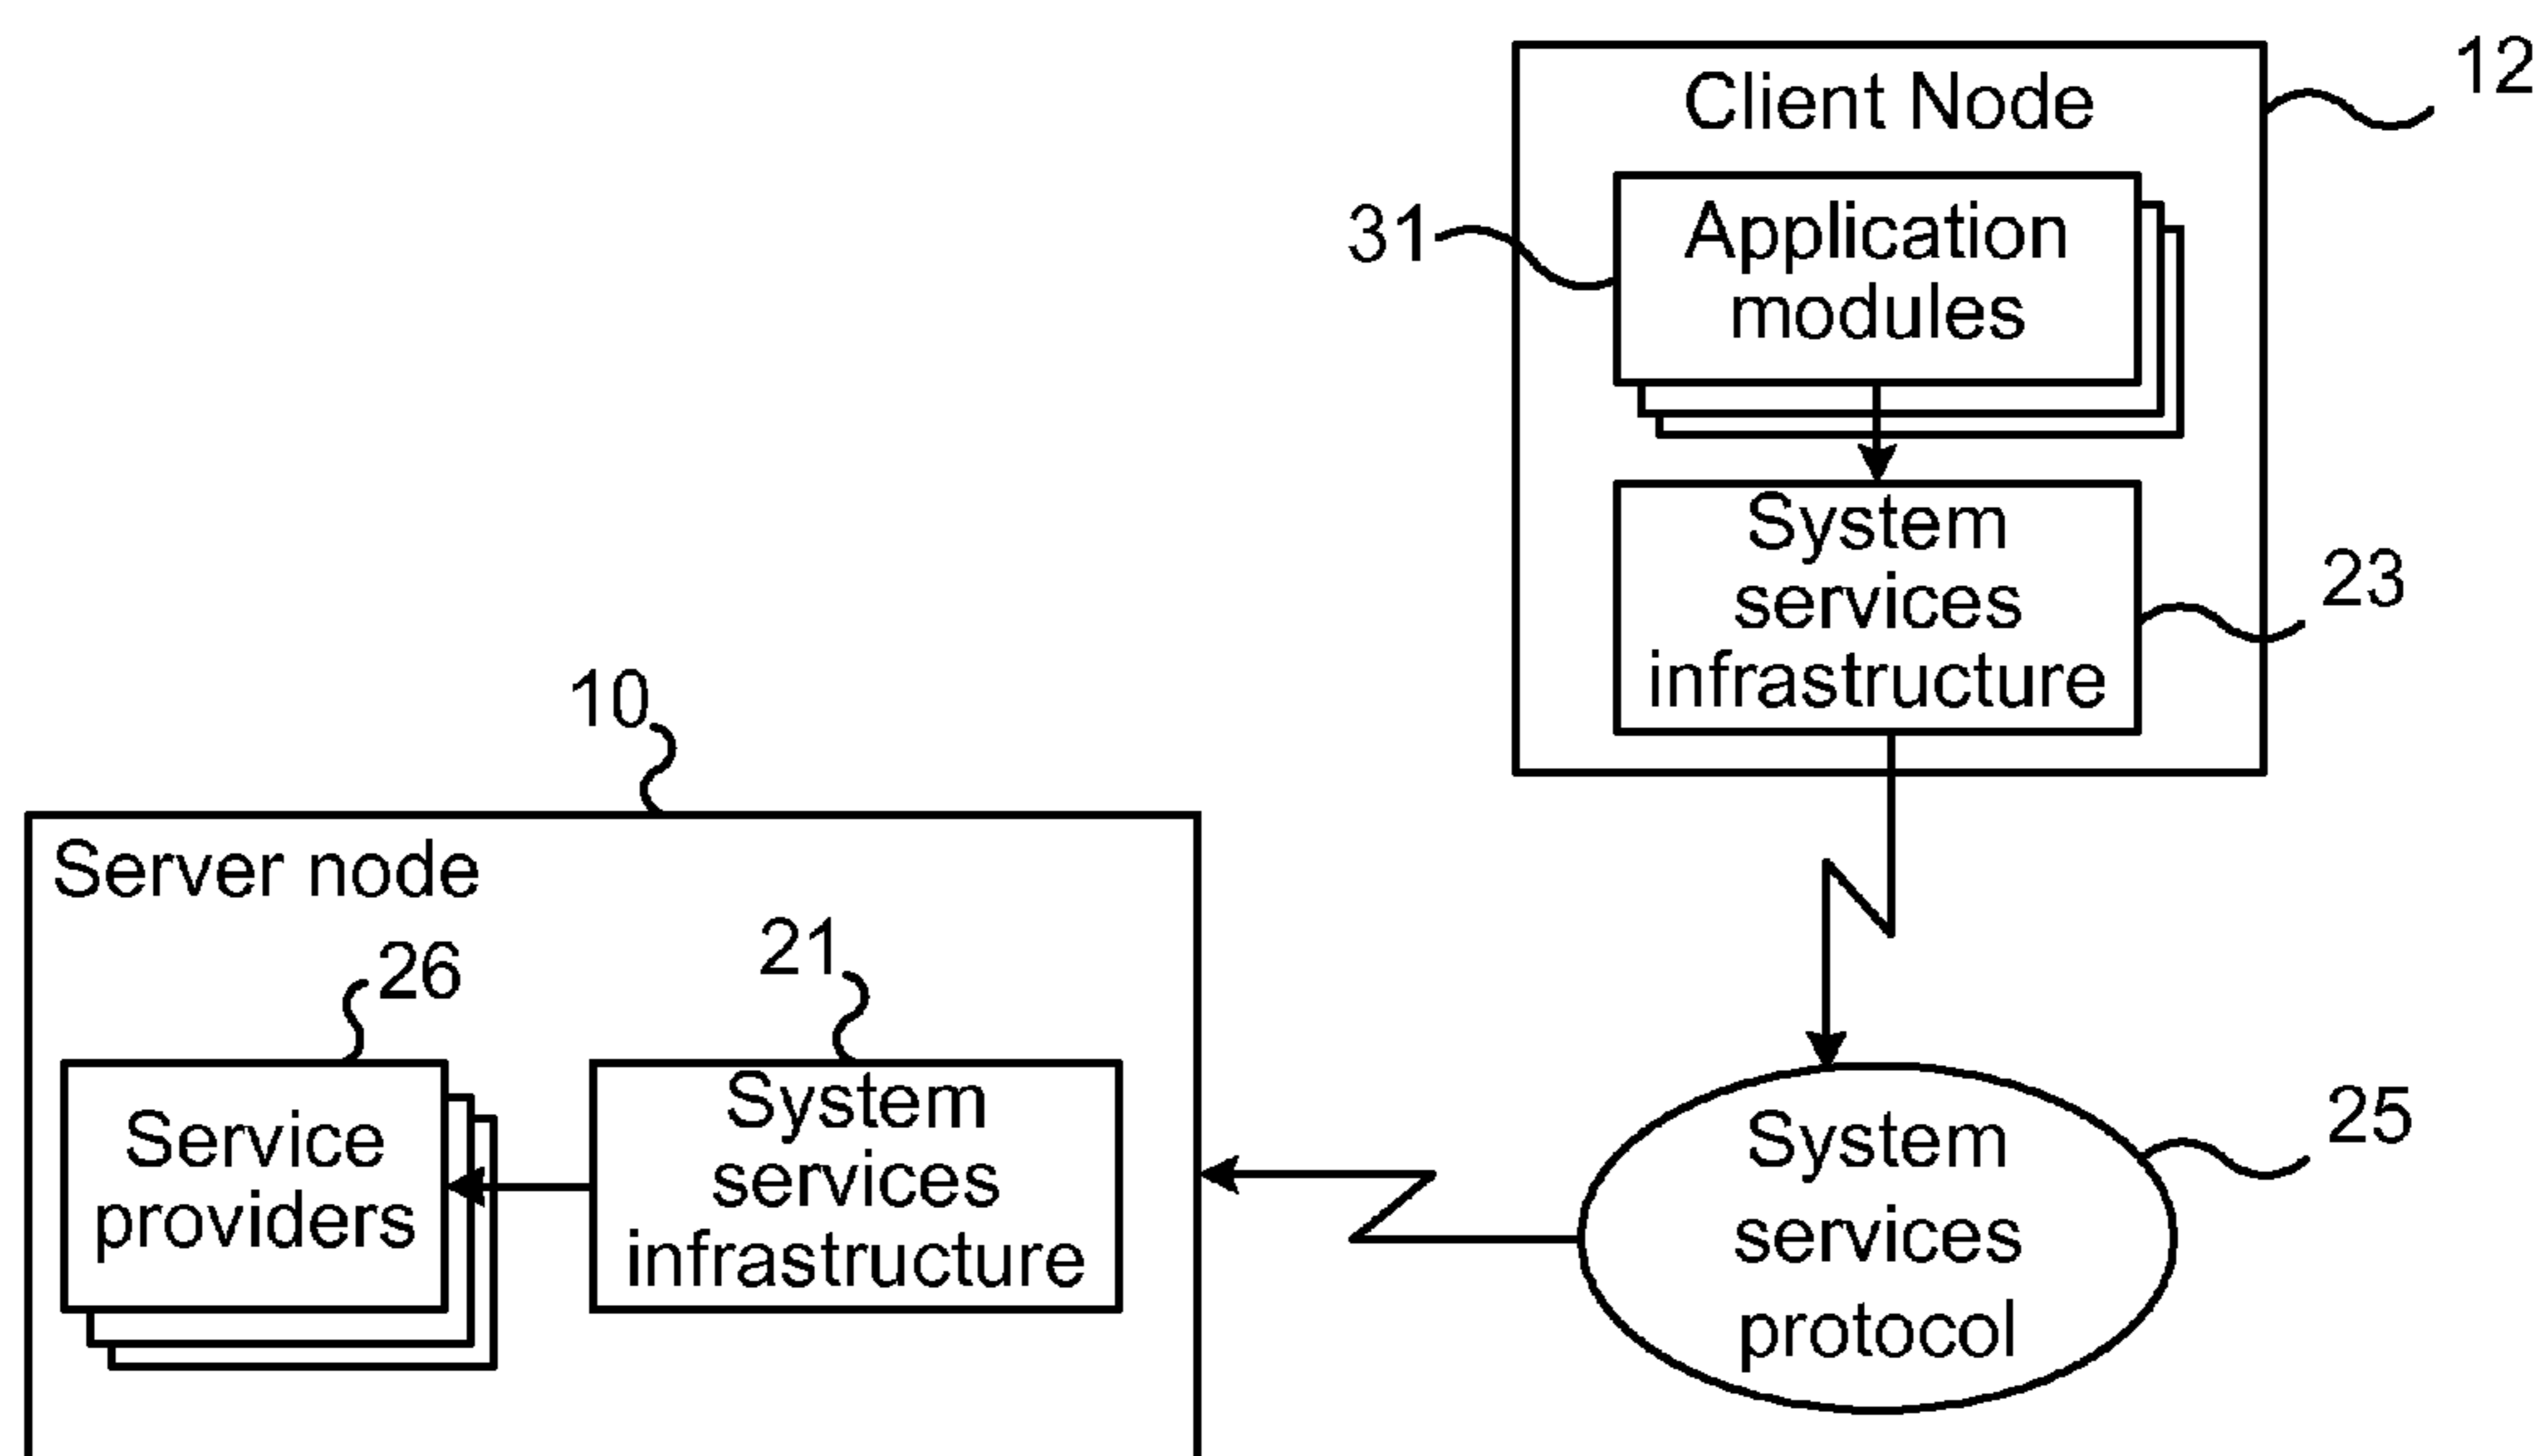 12
Client Node
31
Application
modules
System
services
infrastructure
23
10
Server node
26
21
Service
providers
System
services
infrastructure
System
services
protocol
25